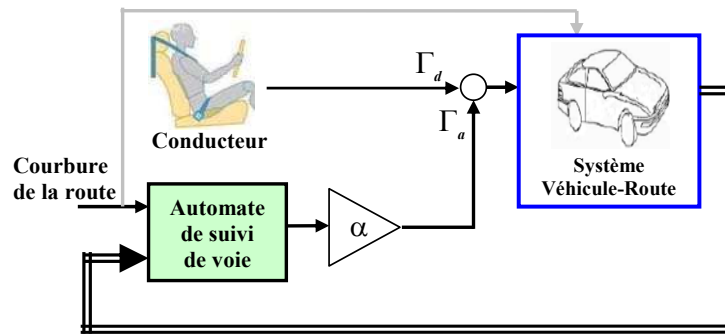 Γd
Conducteur
Γa
Système
Véhicule-Route
Courbure
de la route
Automate
de suivi
de voie
α